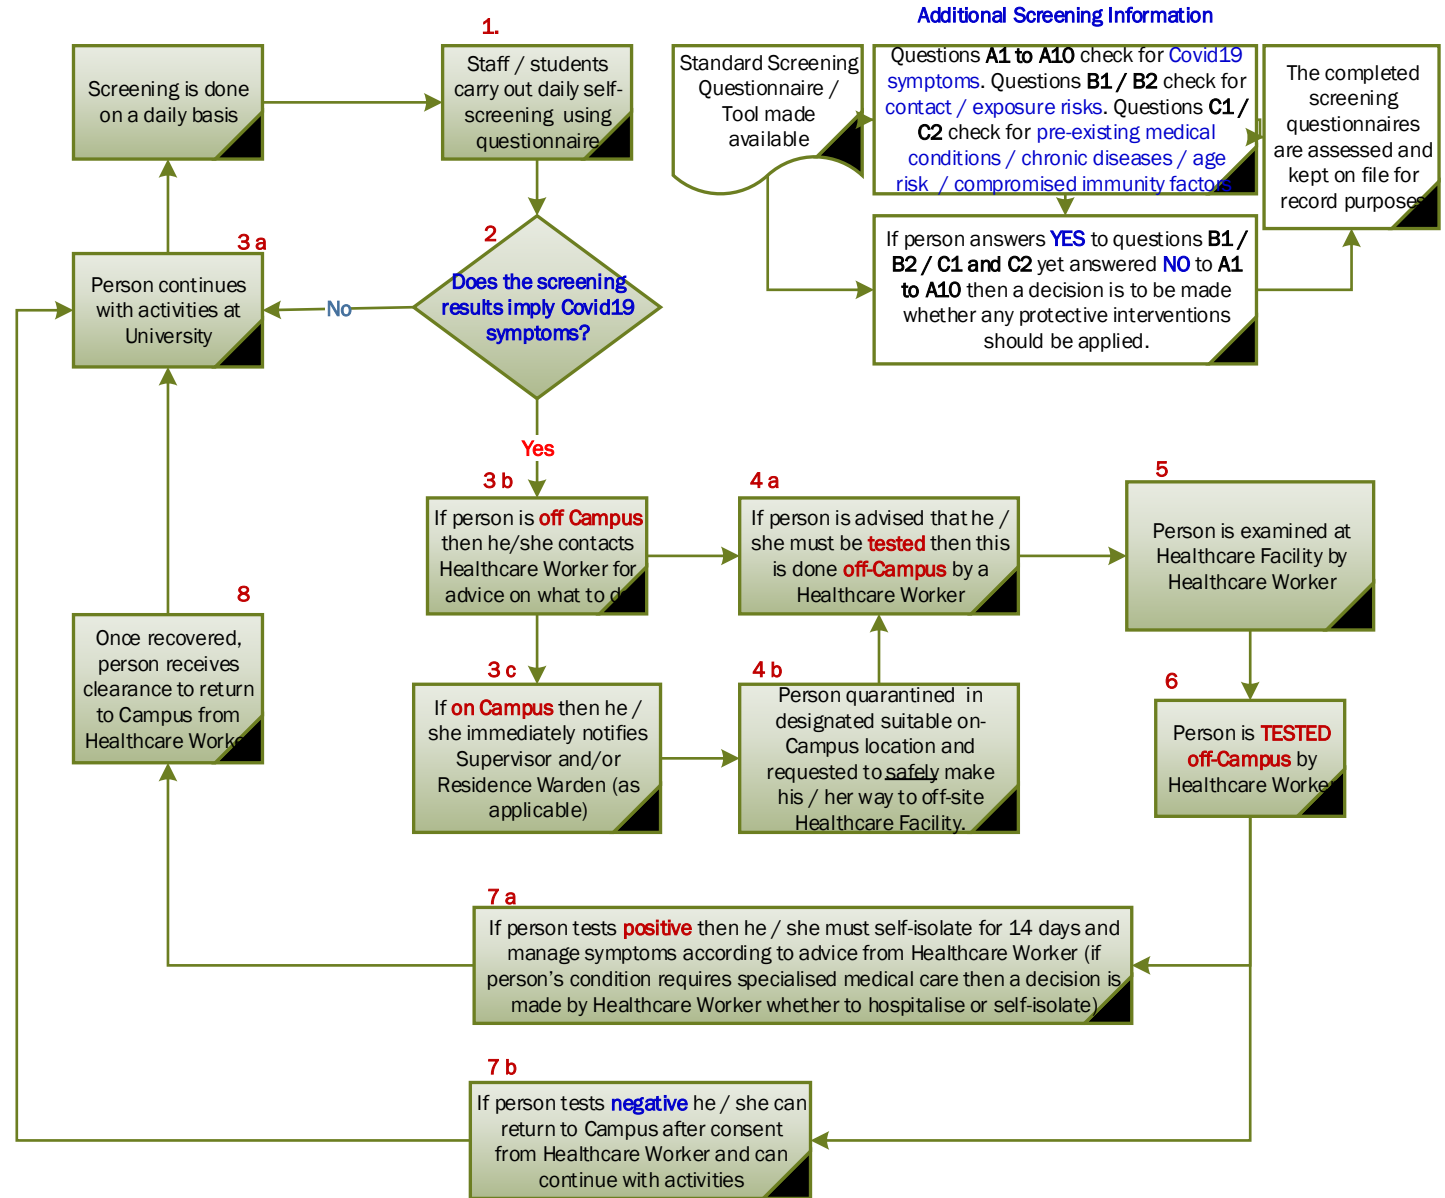 Additional Screening Information
1.
Screening is done
on a daily basis
Staff / students
carry out daily self-
screening using
questionnaire
Standard Screening
Questionnaire /
Tool made
available
Questions A1 to A10 check for Covid19
symptoms. Questions B1 / B2 check for
contact / exposure risks. Questions C1 /
C2 check for pre-existing medical
conditions / chronic diseases / age
risk / compromised immunity factors
The completed
screening
questionnaires
are assessed and
kept on file for
record purposes
If person answers YES to questions B1 /
B2 / C1 and C2 yet answered NO to A1
to A10 then a decision is to be made
whether any protective interventions
should be applied.
2
Does the screening
results imply Covid19
symptoms?
No
3 a
Person continues
with activities at
University
Yes
3 b
If person is off Campus
then he/she contacts
Healthcare Worker for
advice on what to do
4 a
If person is advised that he /
she must be tested then this
is done off-Campus by a
Healthcare Worker
5
Person is examined at
Healthcare Facility by
Healthcare Worker
3 c
If on Campus then he /
she immediately notifies
Supervisor and/or
Residence Warden (as
applicable)
4 b
Person quarantined in
designated suitable on-
Campus location and
requested to safely make
his / her way to off-site
Healthcare Facility.
6
Person is TESTED
off-Campus by
Healthcare Worker
8
Once recovered,
person receives
clearance to return
to Campus from
Healthcare Worker
7 a
If person tests positive then he / she must self-isolate for 14 days and
manage symptoms according to advice from Healthcare Worker (if
person's condition requires specialised medical care then a decision is
made by Healthcare Worker whether to hospitalise or self-isolate)
7 b
If person tests negative he / she can
return to Campus after consent
from Healthcare Worker and can
continue with activities